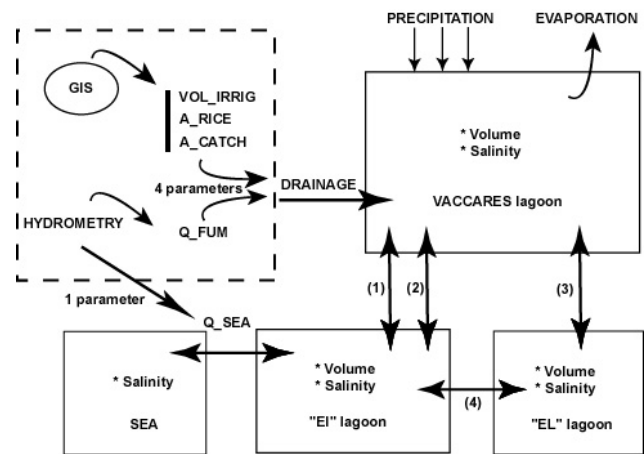 PRECIPITATION
EVAPORATION
GIS
VOL_IRRIG
A_RICE
A_CATCH
4 parameters
DRAINAGE
HYDROMETRY
Q_FUM
* Volume
* Salinity
VACCARES lagoon
1 parameter
(1)
(2)
(3)
Q_SEA
* Salinity
SEA
* Volume
* Salinity
"EI" lagoon
(4)
* Volume
* Salinity
"EL" lagoon